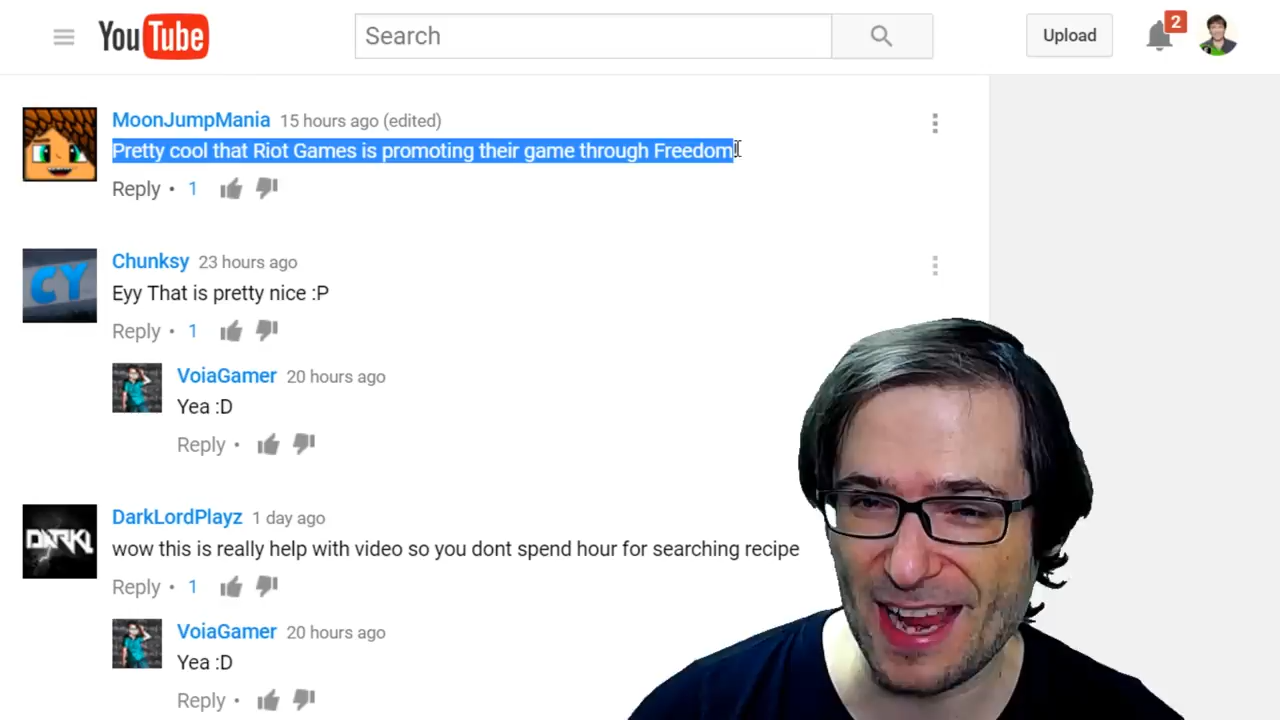 YouTube
Search
Upload
2
MoonJumpMania 15 hours ago (edited)
Pretty cool that Riot Games is promoting their game through Freedom
Reply • 1
CY
Chunksy 23 hours ago
Eyy That is pretty nice :P
Reply • 1
VoiaGamer 20 hours ago
Yea :D
Reply •
DARKL
DarkLordPlayz 1 day ago
wow this is really help with video so you dont spend hour for searching recipe
Reply • 1
VoiaGamer 20 hours ago
Yea :D
Reply •